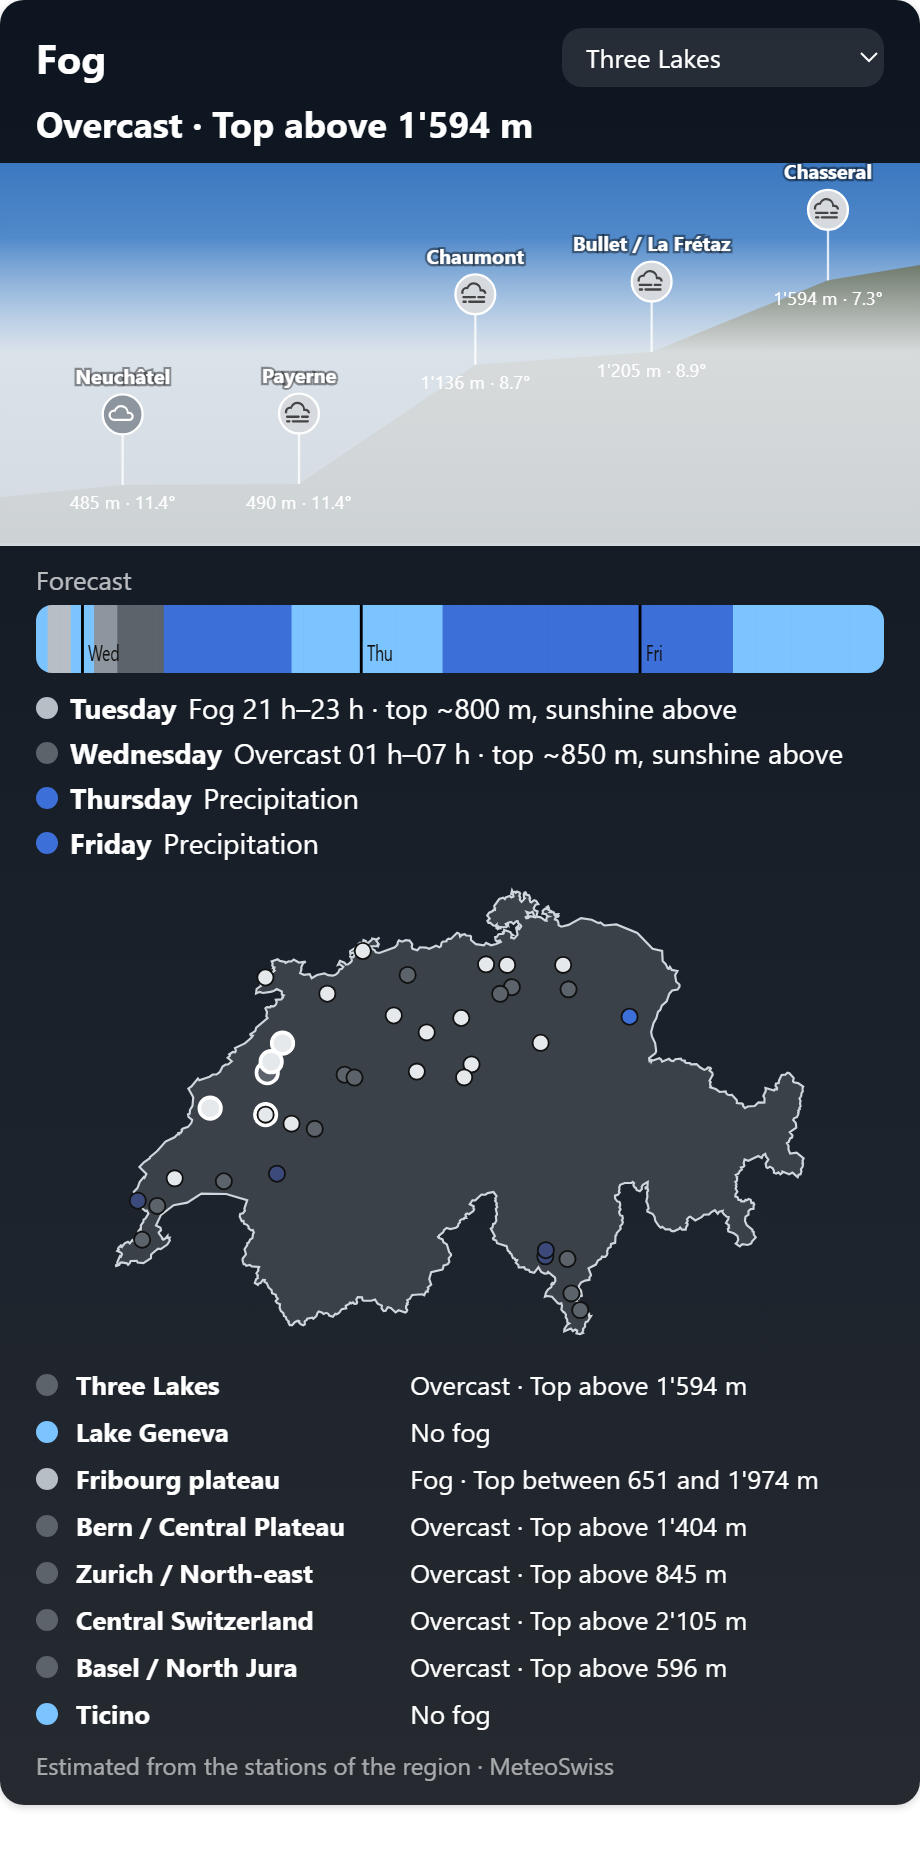 Fog
Three Lakes
Overcast · Top above 1'594 m
Chasseral
Bullet / La Frétaz
Chaumont
1'594 m · 7.3°
1'205 m · 8.9°
1'136 m · 8.7°
Neuchâtel
Payerne
485 m · 11.4°
490 m · 11.4°
Forecast
Wed
Thu
Fri
Tuesday Fog 21 h–23 h · top ~800 m, sunshine above
Wednesday Overcast 01 h–07 h · top ~850 m, sunshine above
Thursday Precipitation
Friday Precipitation
Three Lakes Overcast · Top above 1'594 m
Lake Geneva No fog
Fribourg plateau Fog · Top between 651 and 1'974 m
Bern / Central Plateau Overcast · Top above 1'404 m
Zurich / North-east Overcast · Top above 845 m
Central Switzerland Overcast · Top above 2'105 m
Basel / North Jura Overcast · Top above 596 m
Ticino No fog
Estimated from the stations of the region · MeteoSwiss